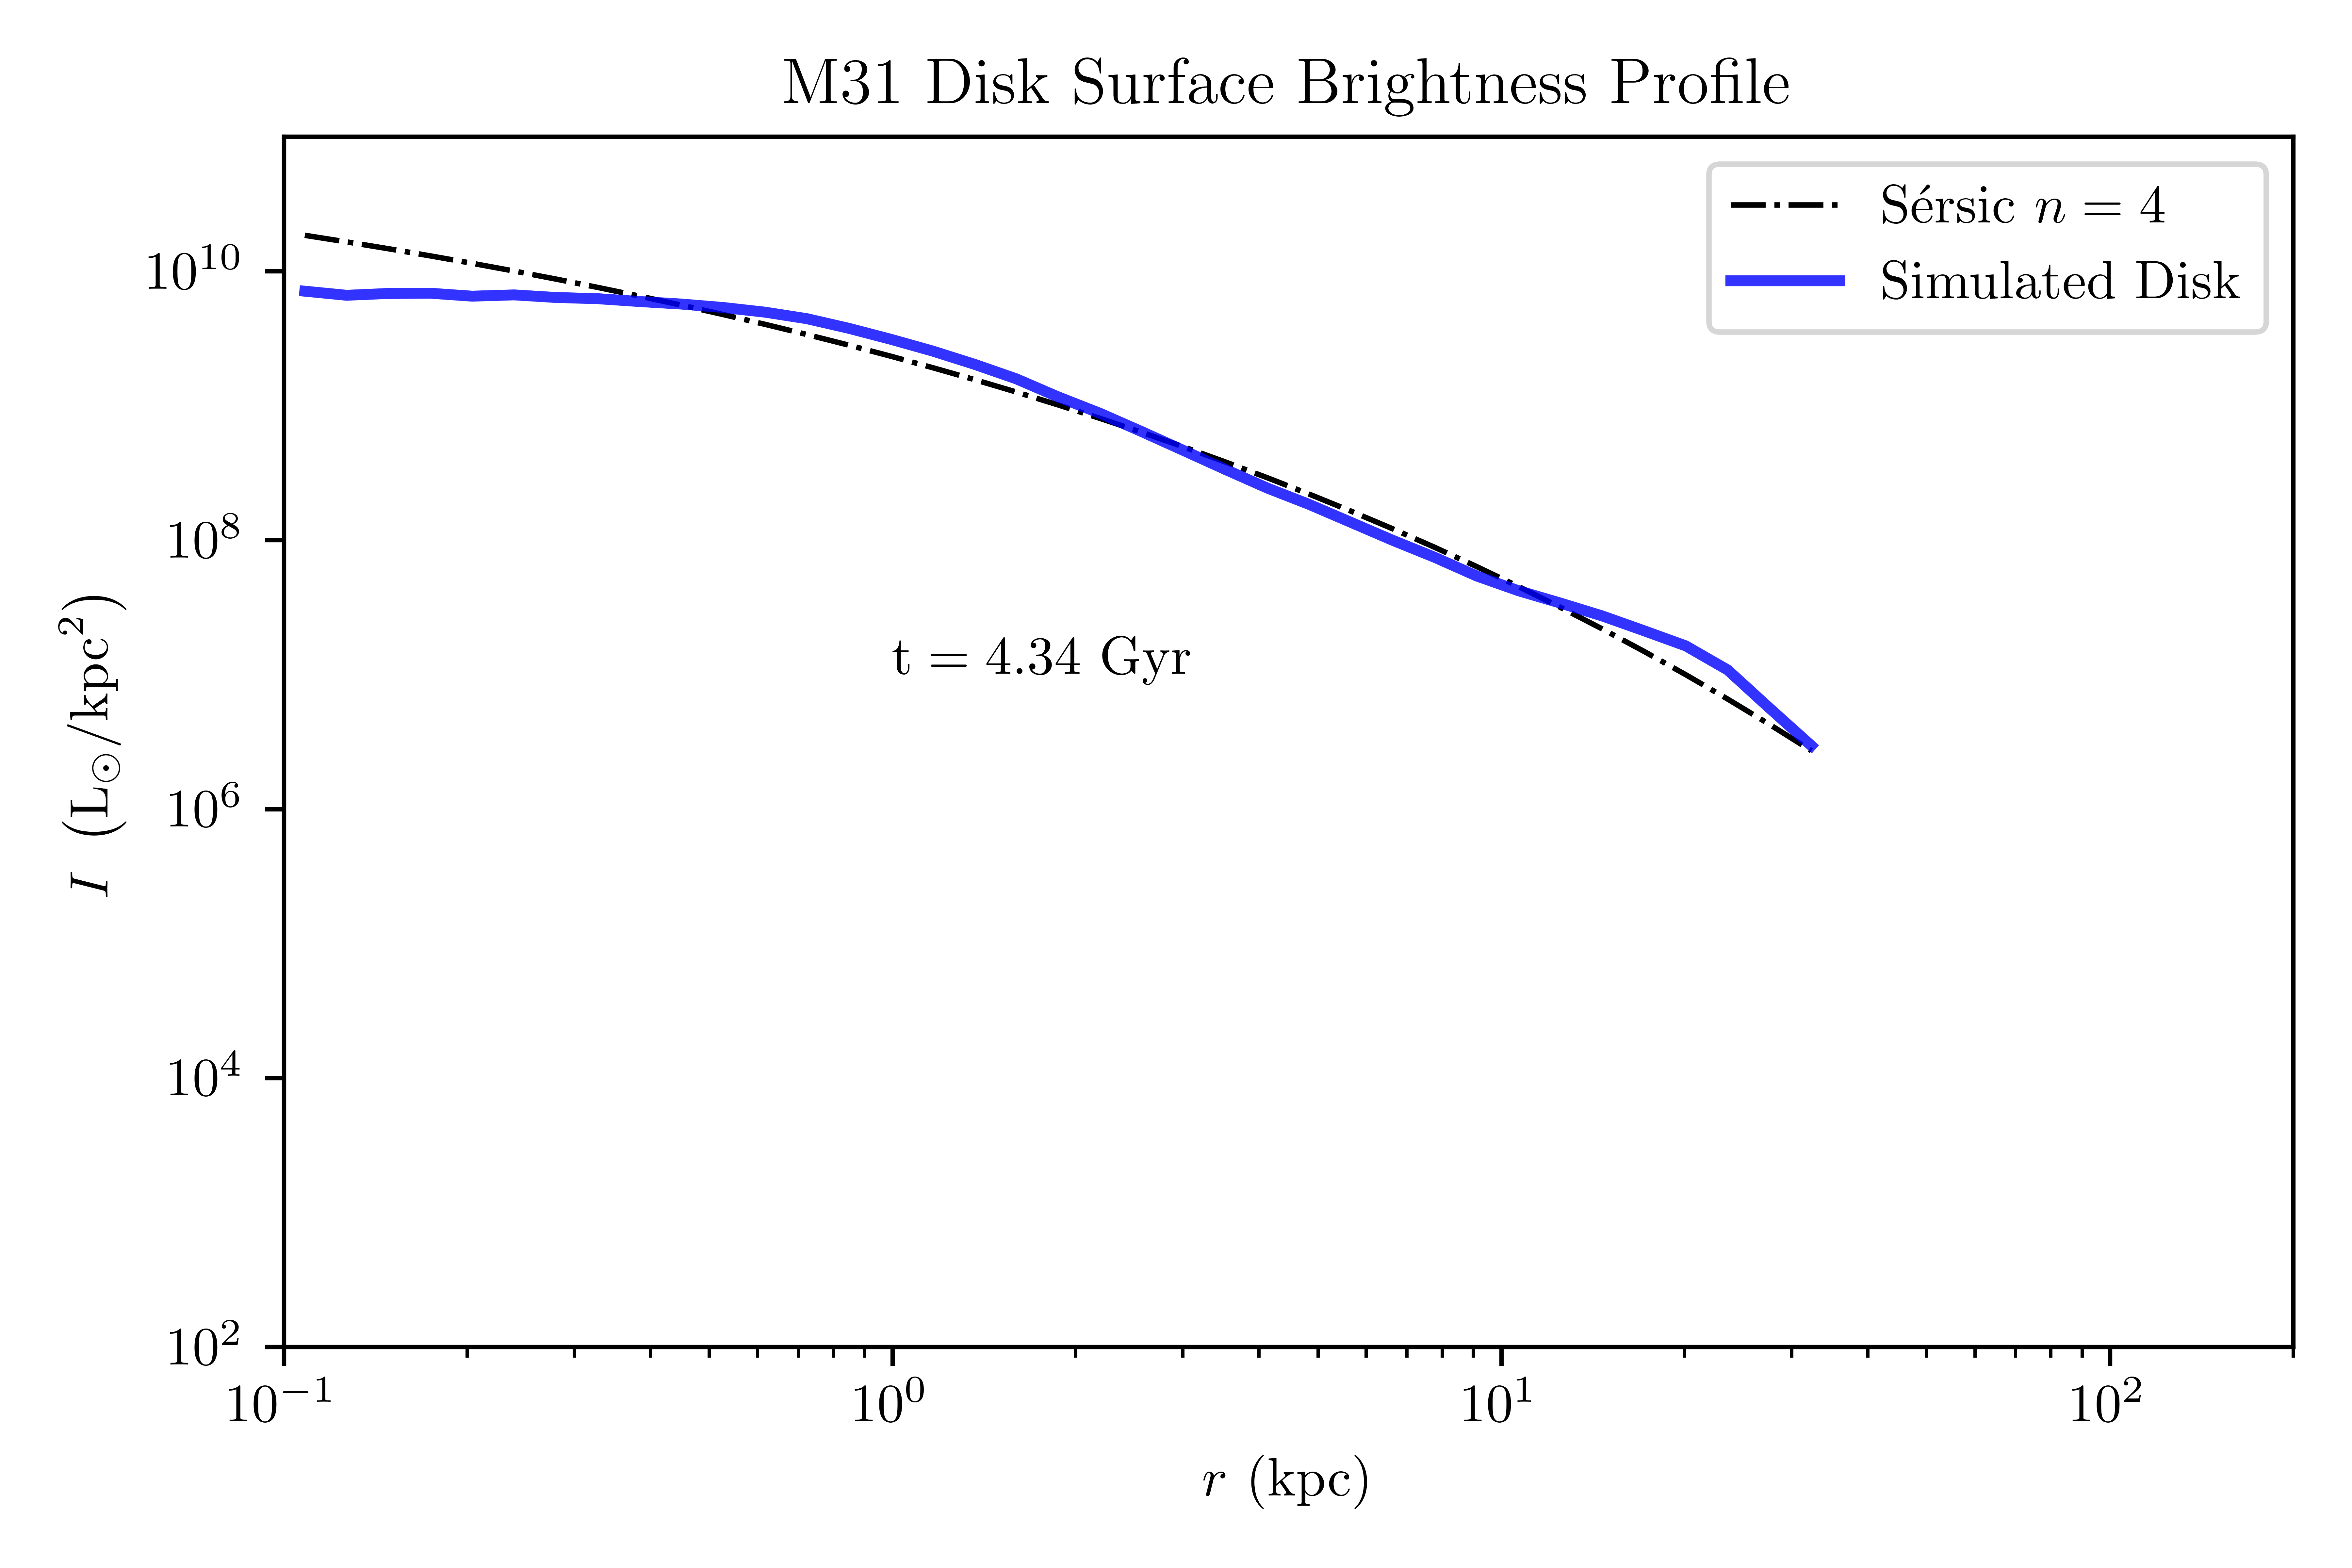 M31 Disk Surface Brightness Profile
Sérsic n = 4
Simulated Disk
10¹⁰
10⁸
10⁶
10⁴
10²
I (L⊙/kpc²)
t = 4.34 Gyr
10⁻¹
10⁰
10¹
10²
r (kpc)